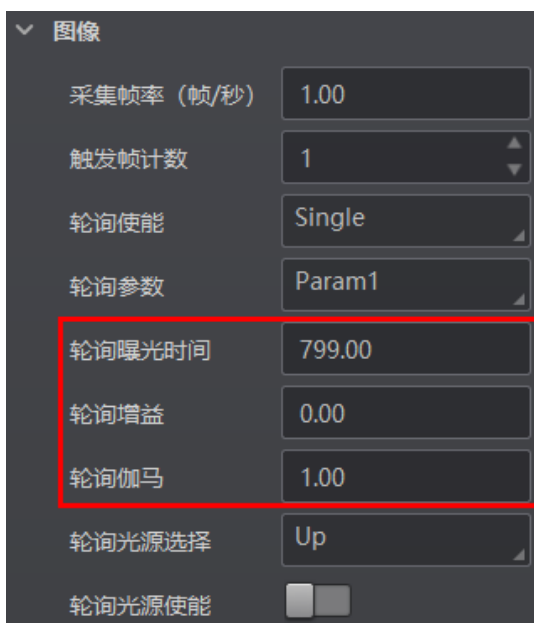 图像
采集帧率（帧/秒） 1.00
触发帧计数 1
轮询使能 Single
轮询参数 Param1
轮询曝光时间 799.00
轮询增益 0.00
轮询伽马 1.00
轮询光源选择 Up
轮询光源使能